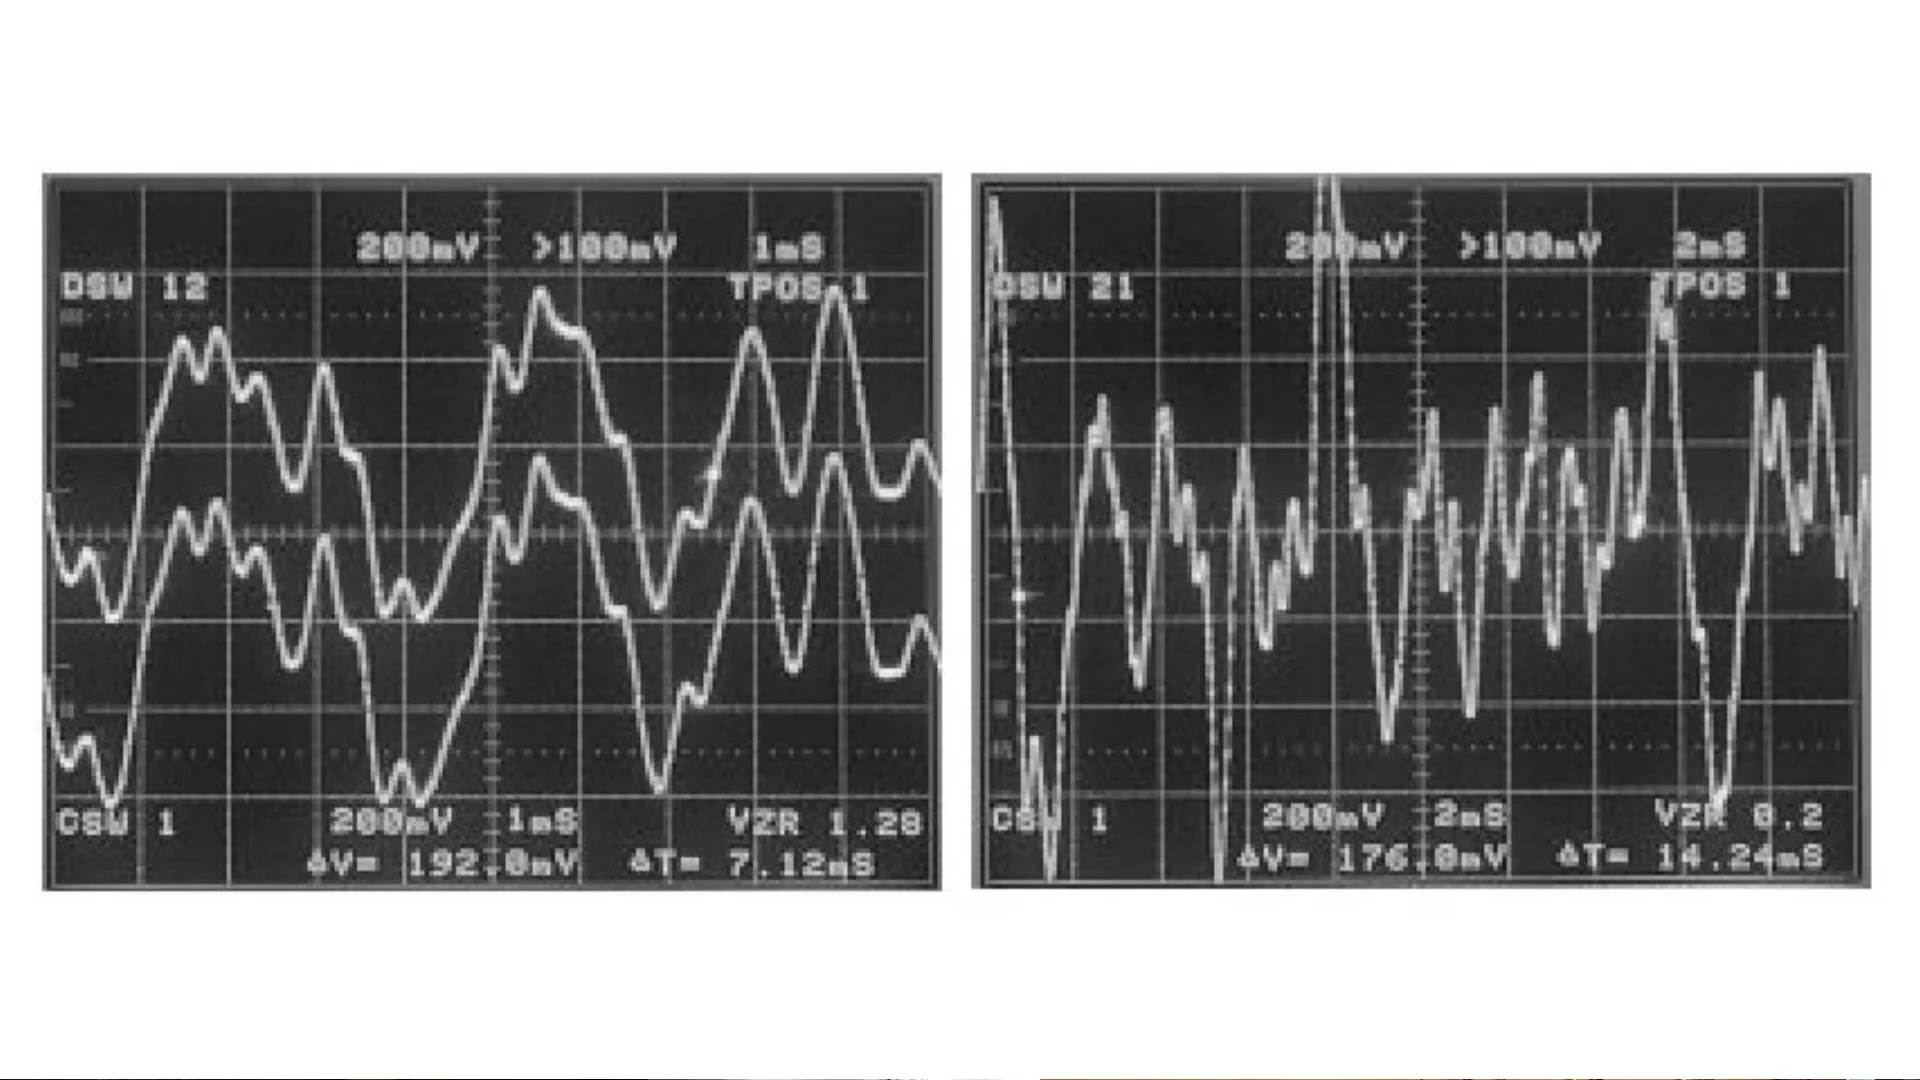 200mV >100mV 1mS
DSW 12 TPOS 1
CSW 1 200mV 1mS VZR 1.28
ΔV= 192.0mV ΔT= 7.12mS
200mV >100mV 2mS
DSW 21 TPOS 1
CSW 1 200mV 2mS VZR 0.2
ΔV= 176.0mV ΔT= 14.24mS